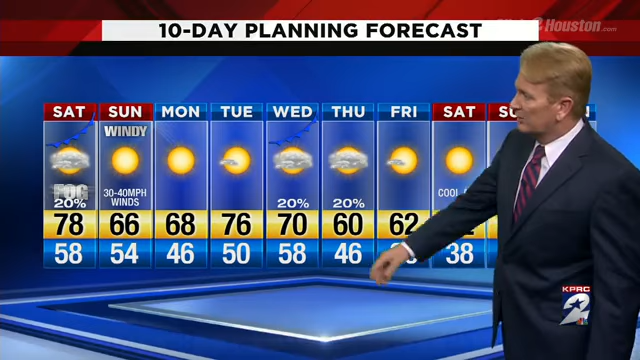 Houston.com
10-DAY PLANNING FORECAST
SAT SUN MON TUE WED THU FRI SAT
WINDY
FOG 30-40MPH COOL
20% WINDS 20% 20%
78 66 68 76 70 60 62
58 54 46 50 58 46 38
KPRC
2